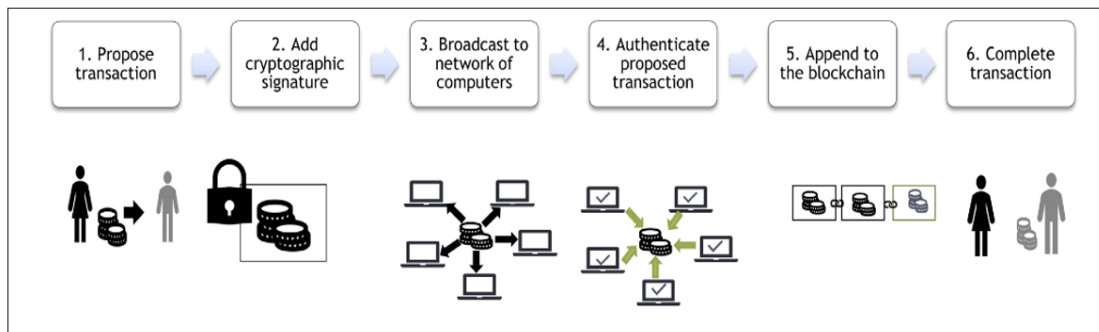 1. Propose
transaction
2. Add
cryptographic
signature
3. Broadcast to
network of
computers
4. Authenticate
proposed
transaction
5. Append to
the blockchain
6. Complete
transaction